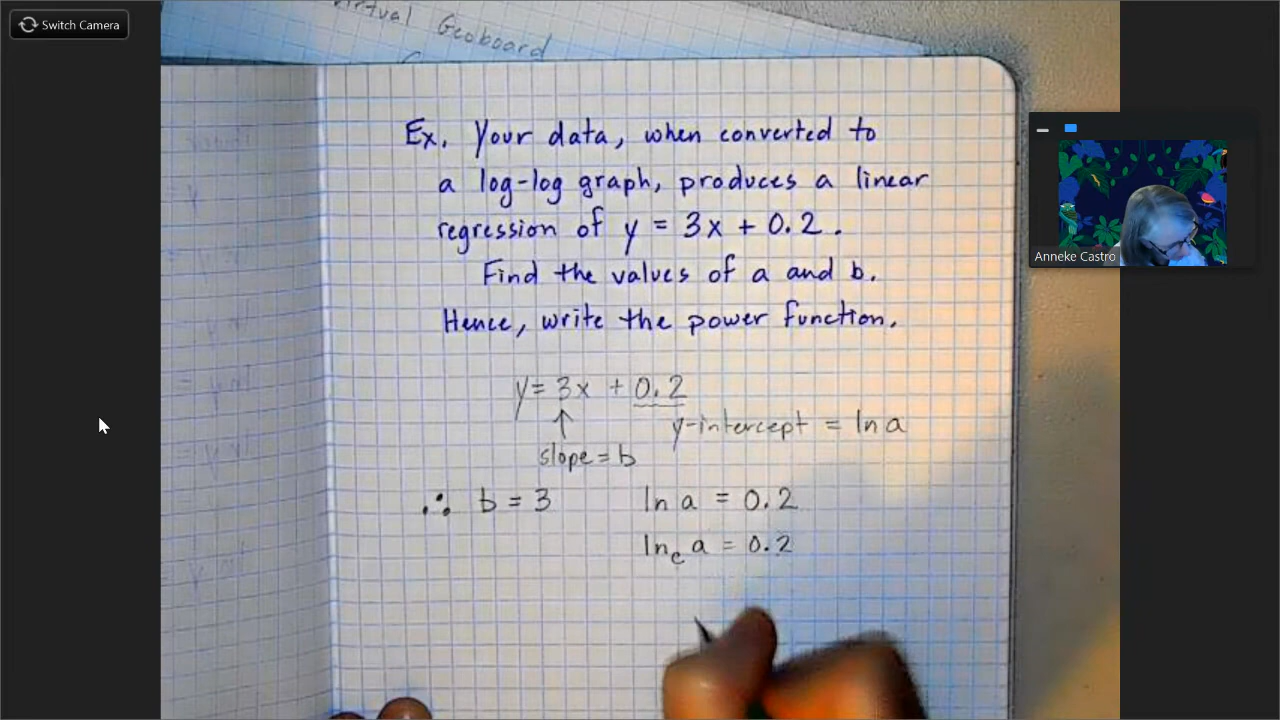 Switch Camera
Virtual Geoboard
Ex. Your data, when converted to
a log-log graph, produces a linear
regression of y = 3x + 0.2.
Find the values of a and b.
Hence, write the power function.
Anneke Castro
y = 3x + 0.2
y-intercept = ln a
slope = b
∴ b = 3 ln a = 0.2
lnₑ a = 0.2